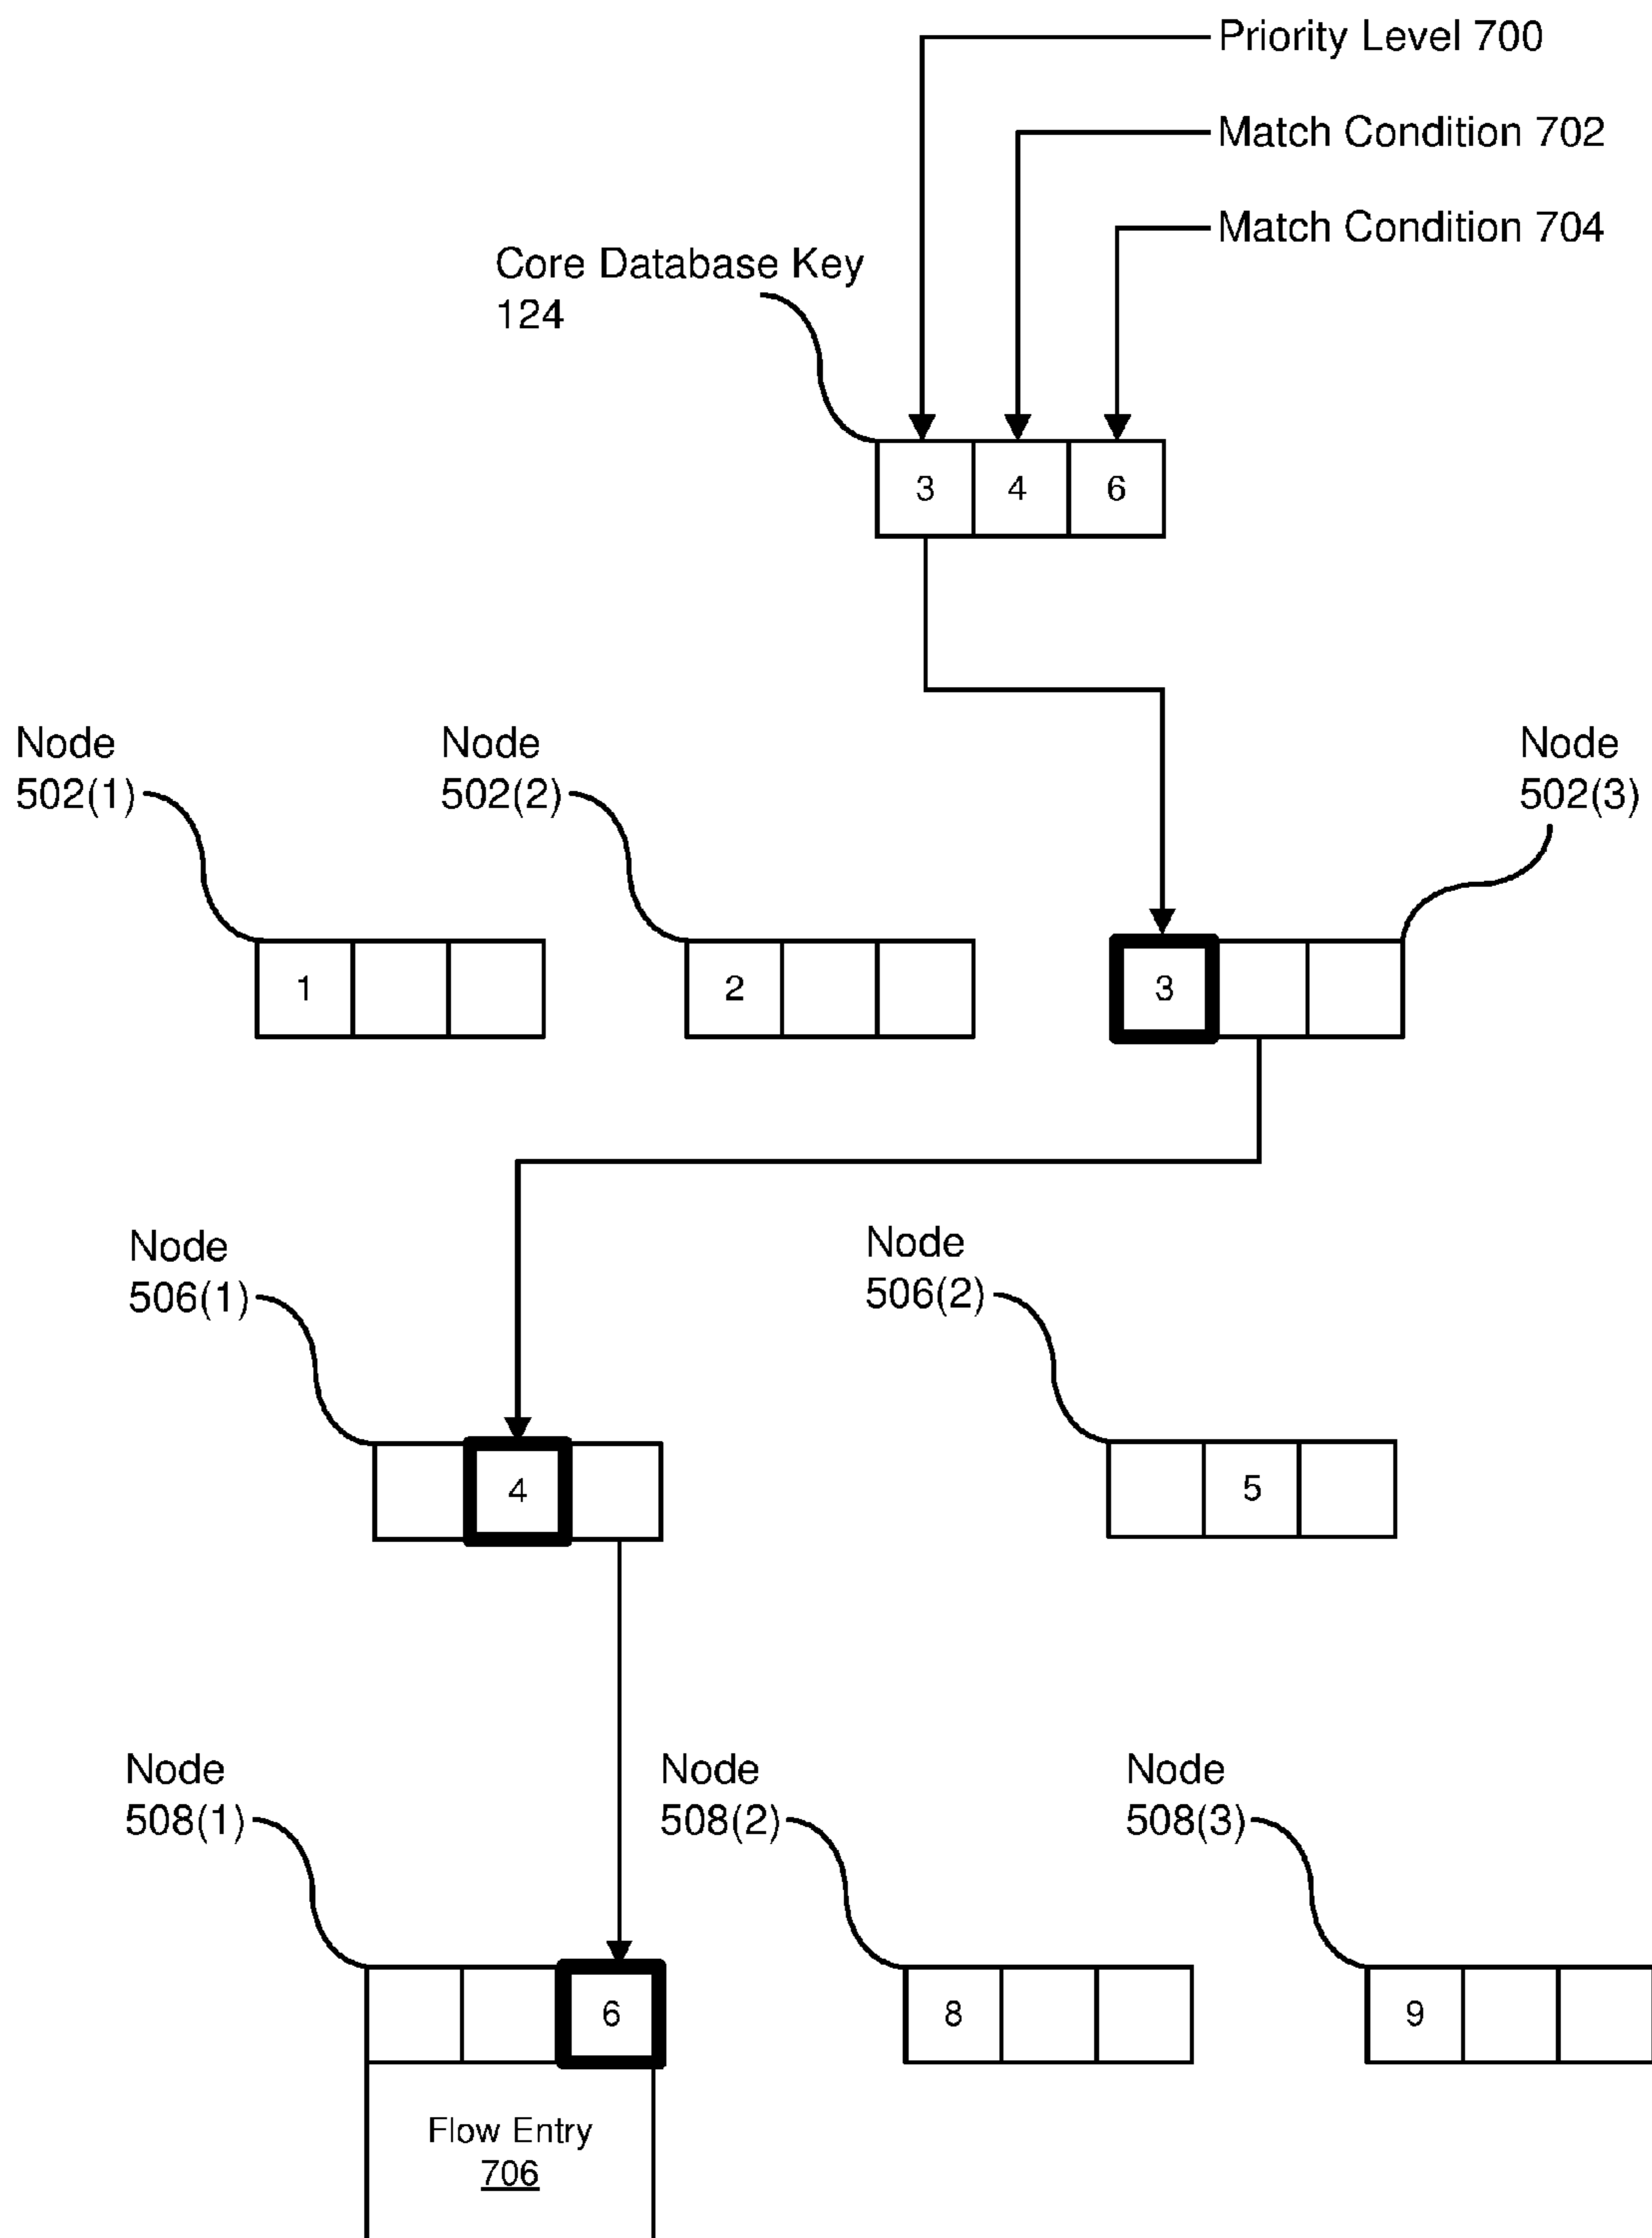 Priority Level 700
Match Condition 702
Match Condition 704
Core Database Key
124
3 4 6
Node
502(1)
Node
502(2)
Node
502(3)
1
2
3
Node
506(1)
Node
506(2)
4
5
Node
508(1)
Node
508(2)
Node
508(3)
6
8
9
Flow Entry
706